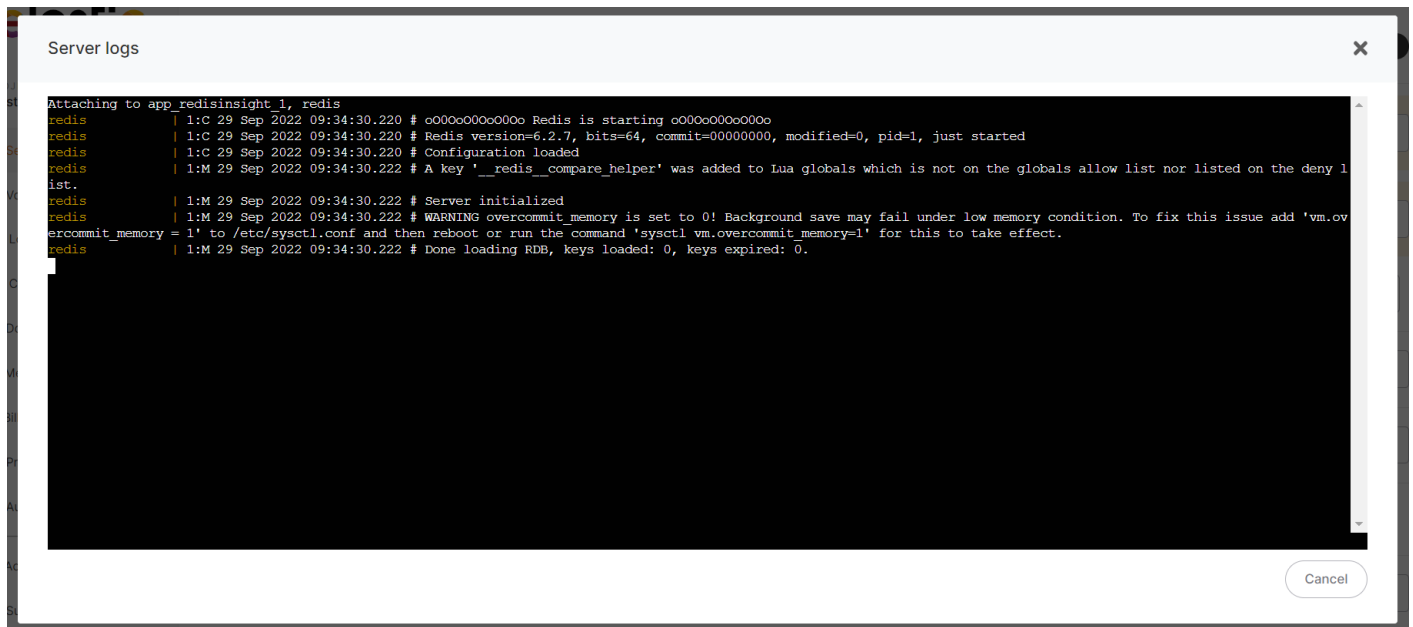 Server logs
Attaching to app_redisinsight_1, redis
redis | 1:C 29 Sep 2022 09:34:30.220 # oO0OoO0OoO0Oo Redis is starting oO0OoO0OoO0Oo
redis | 1:C 29 Sep 2022 09:34:30.220 # Redis version=6.2.7, bits=64, commit=00000000, modified=0, pid=1, just started
redis | 1:C 29 Sep 2022 09:34:30.220 # Configuration loaded
redis | 1:M 29 Sep 2022 09:34:30.222 # A key '__redis__compare_helper' was added to Lua globals which is not on the globals allow list nor listed on the deny l
ist.
redis | 1:M 29 Sep 2022 09:34:30.222 # Server initialized
redis | 1:M 29 Sep 2022 09:34:30.222 # WARNING overcommit_memory is set to 0! Background save may fail under low memory condition. To fix this issue add 'vm.ov
ercommit_memory = 1' to /etc/sysctl.conf and then reboot or run the command 'sysctl vm.overcommit_memory=1' for this to take effect.
redis | 1:M 29 Sep 2022 09:34:30.222 # Done loading RDB, keys loaded: 0, keys expired: 0.
Cancel